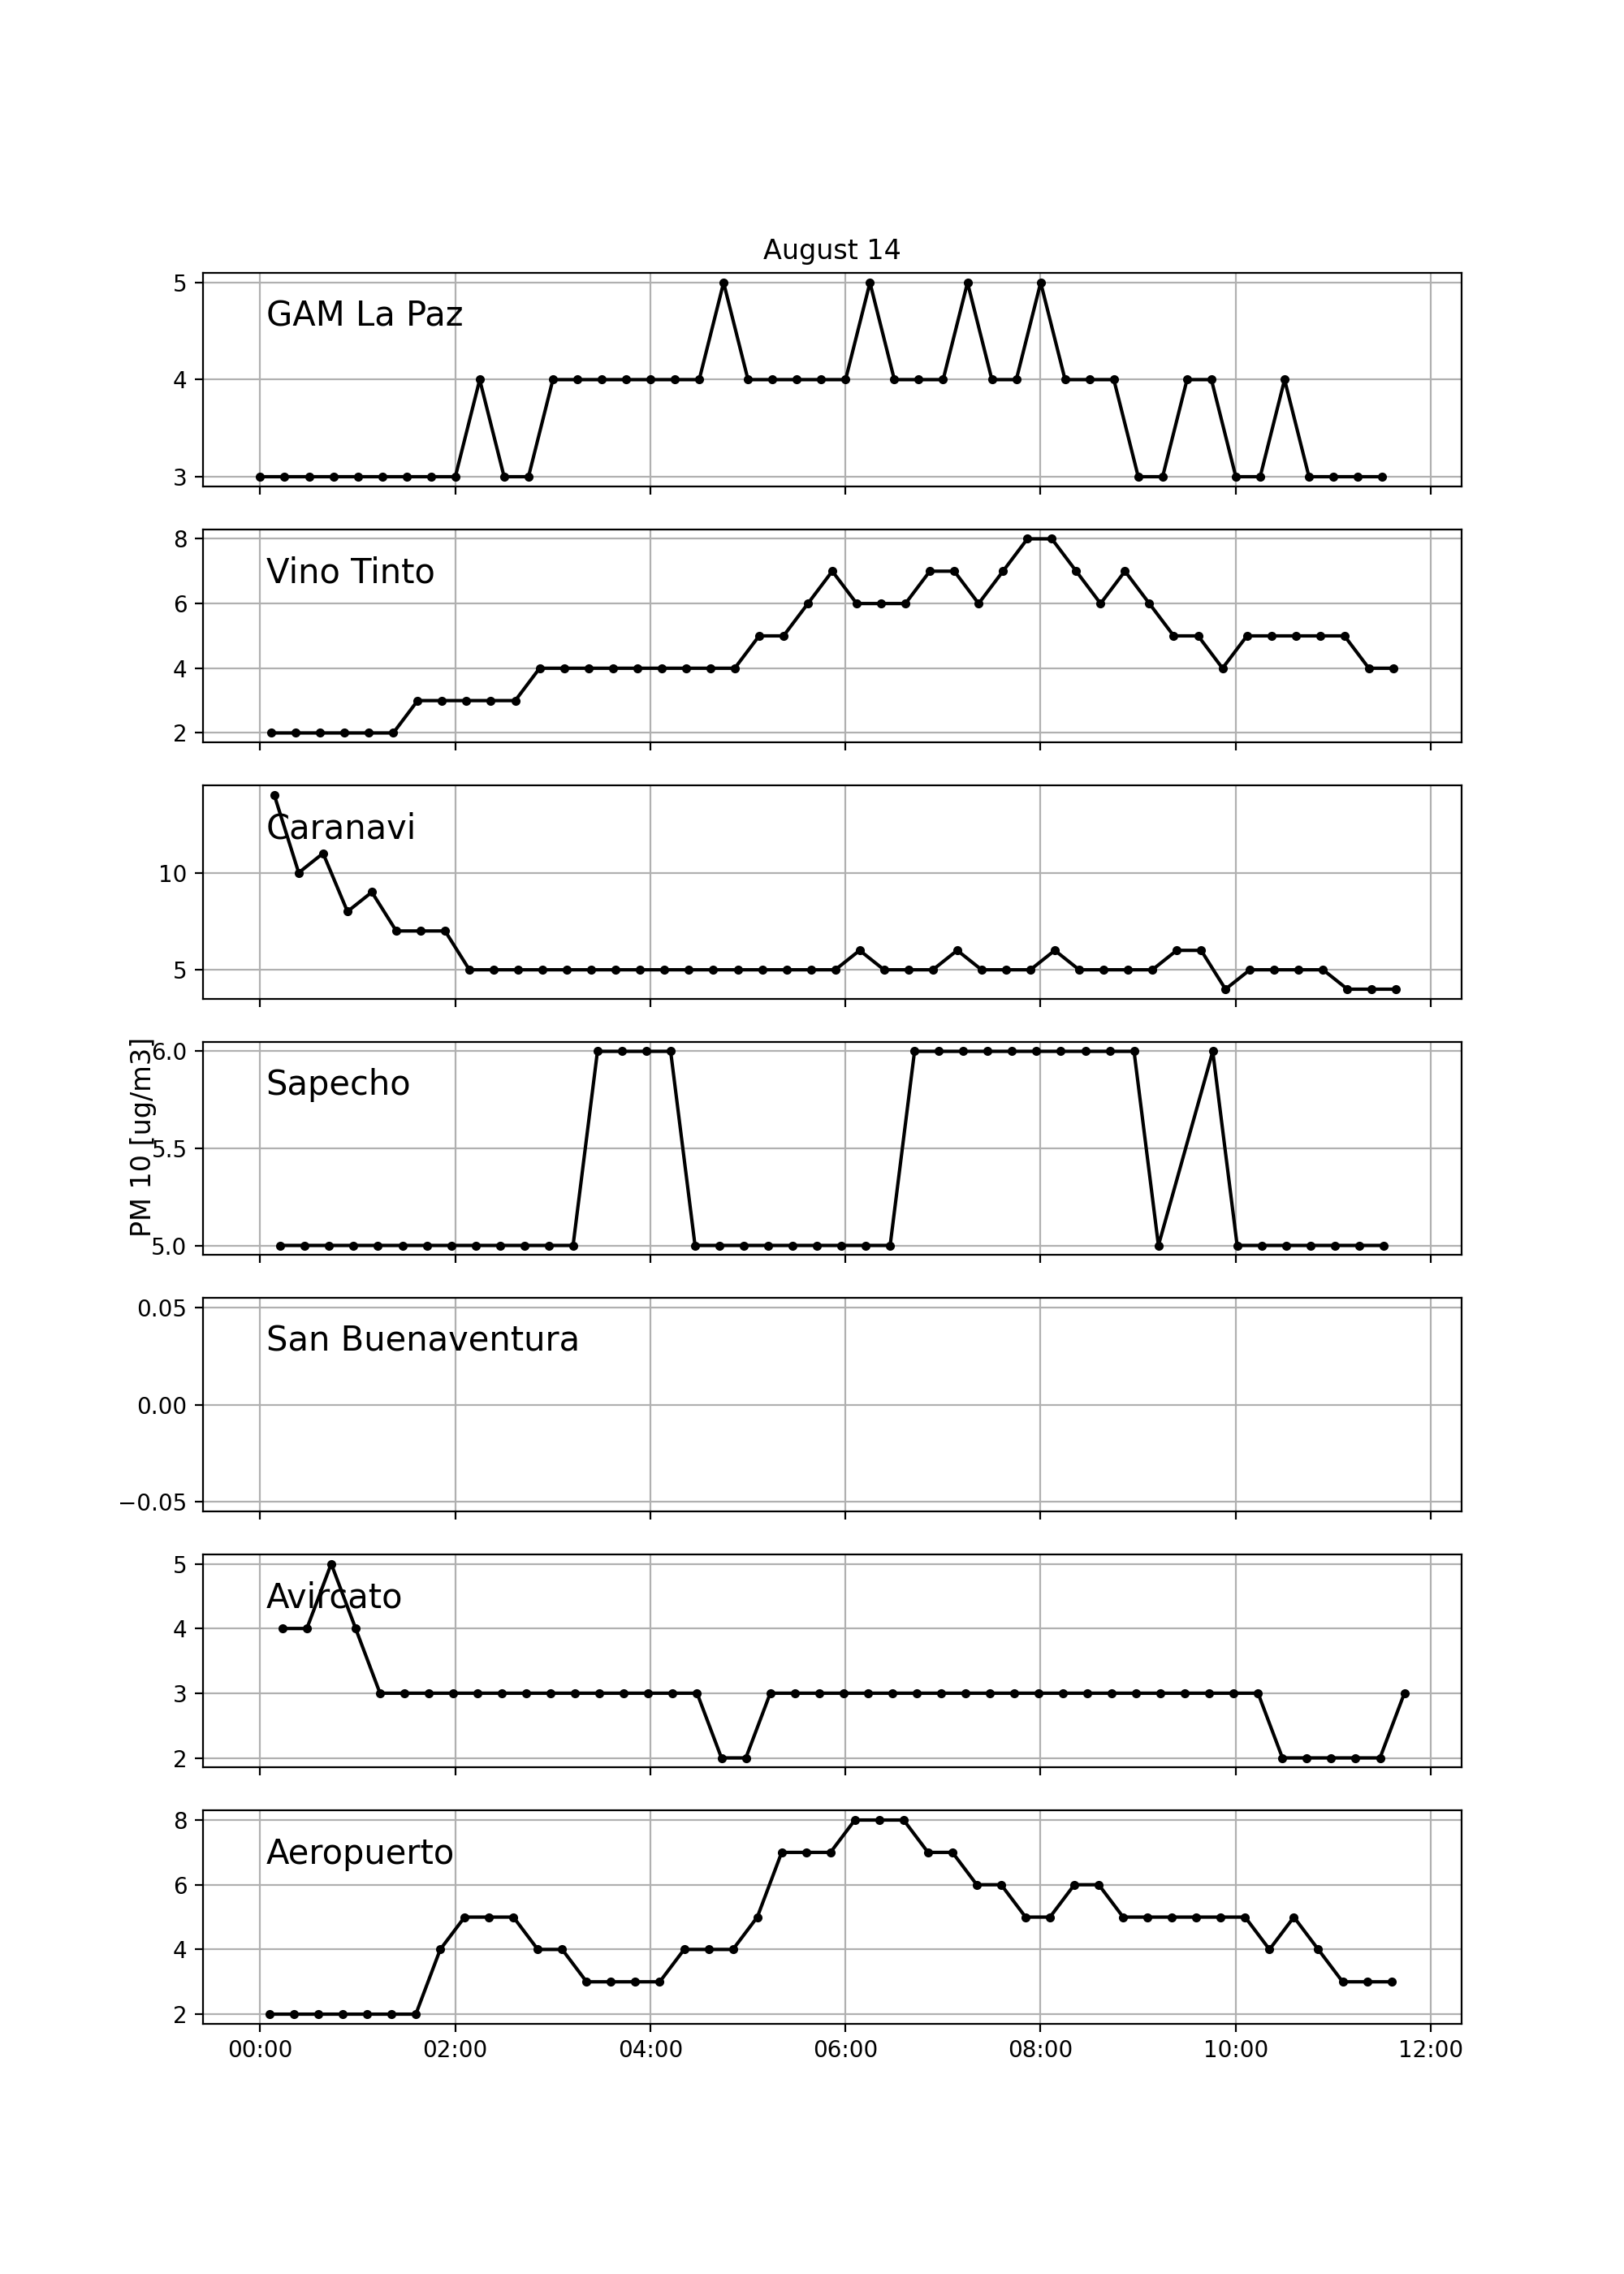 August 14
5
GAM La Paz
4
3
8
Vino Tinto
6
4
2
Caranavi
10
5
PM 10 [ug/m3]
6.0
Sapecho
5.5
5.0
0.05
San Buenaventura
0.00
−0.05
5
Avircato
4
3
2
8
Aeropuerto
6
4
2
00:00 02:00 04:00 06:00 08:00 10:00 12:00